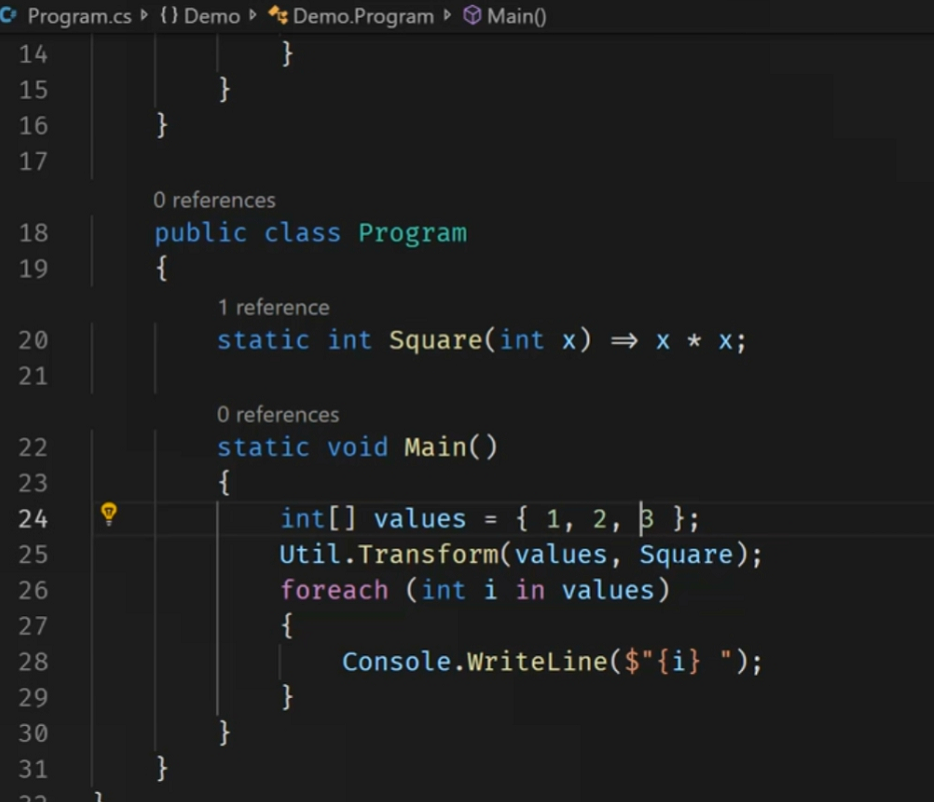 Program.cs {} Demo Demo.Program Main()
14 }
15 }
16 }
17
0 references
18 public class Program
19 {
1 reference
20 static int Square(int x) => x * x;
21
0 references
22 static void Main()
23 {
24 int[] values = { 1, 2, 3 };
25 Util.Transform(values, Square);
26 foreach (int i in values)
27 {
28 Console.WriteLine($"{i} ");
29 }
30 }
31 }
32 }